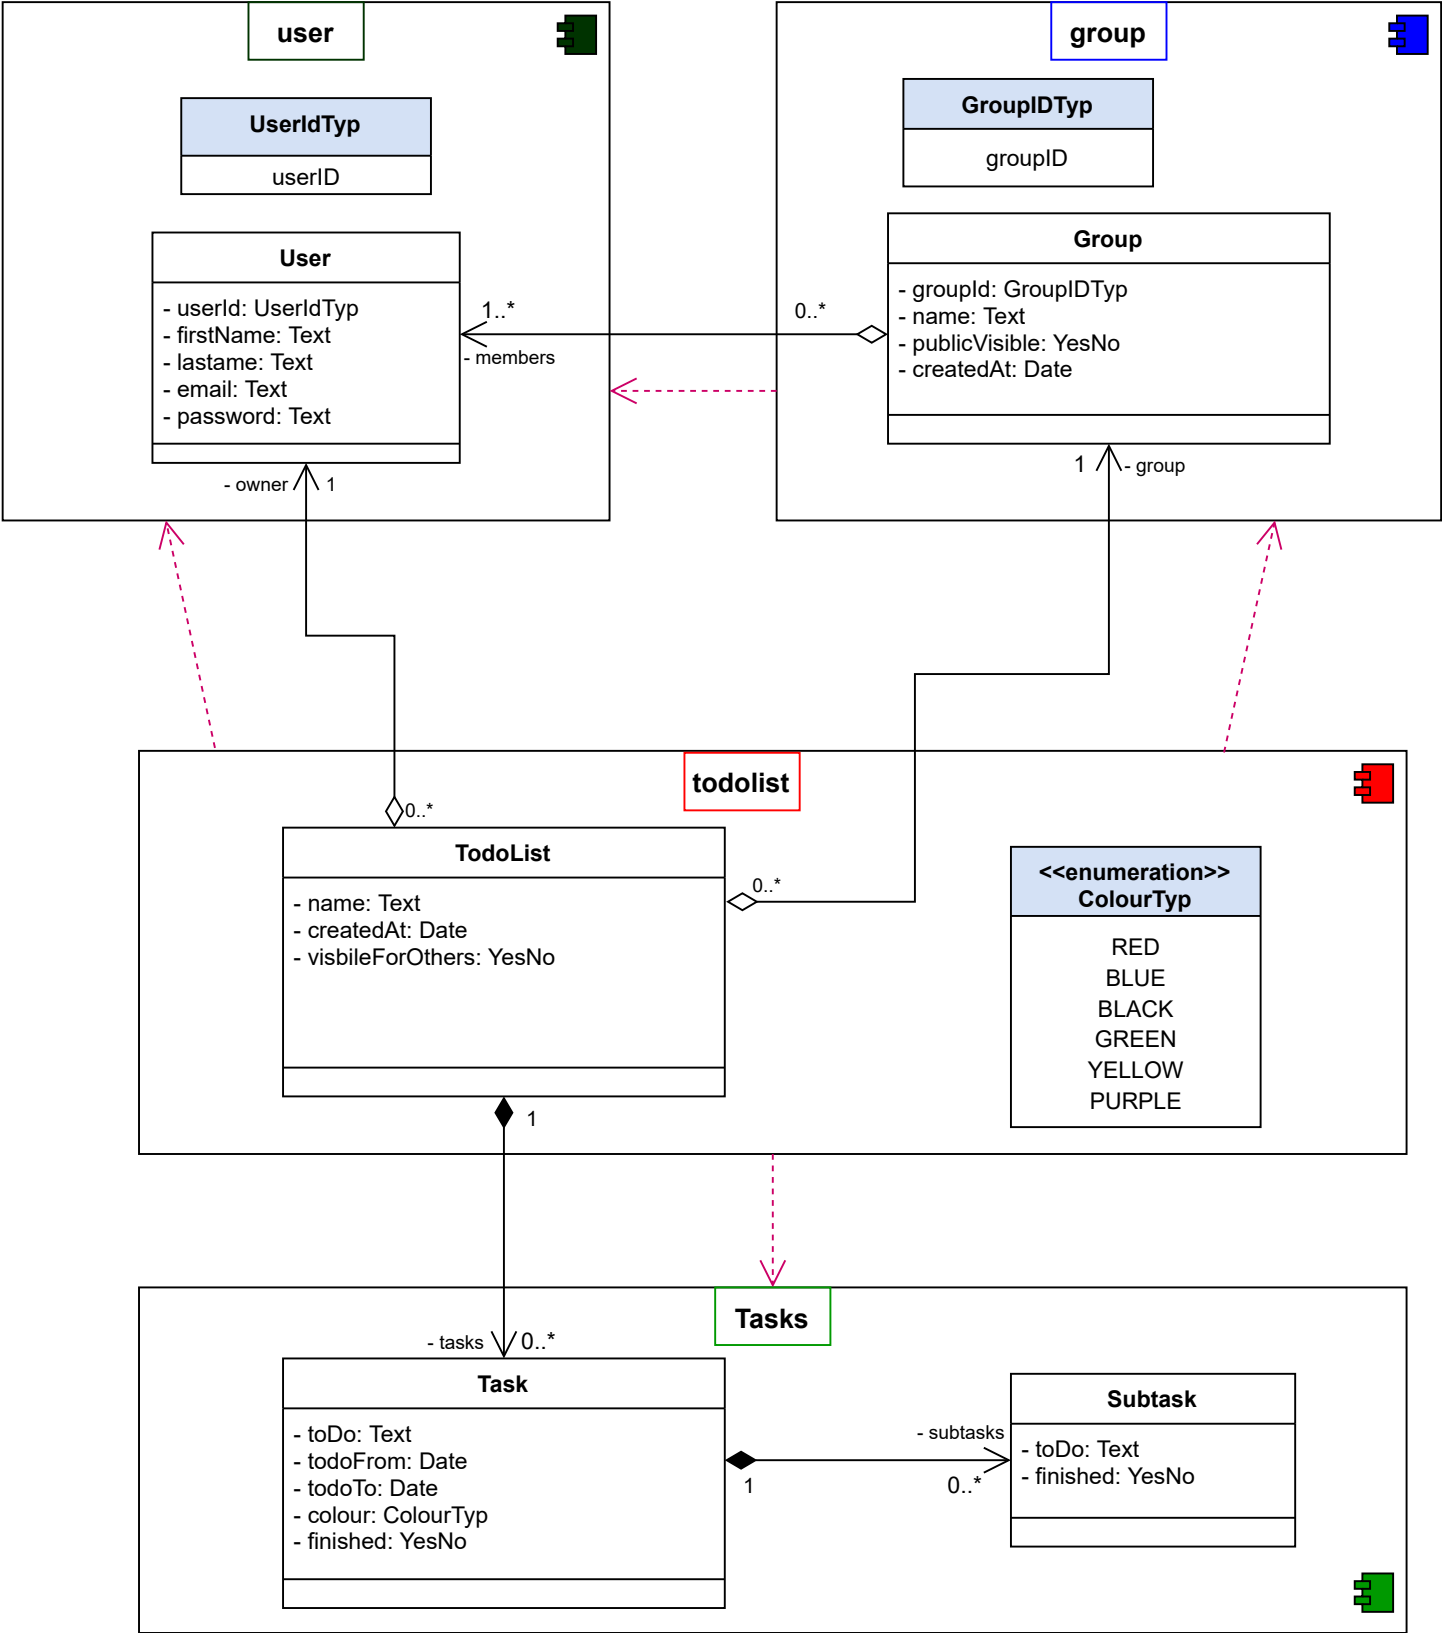 user
UserIdTyp
userID
User
- userId: UserIdTyp
- firstName: Text
- lastame: Text
- email: Text
- password: Text
1..*
- members
0..*
- owner
1
group
GroupIDTyp
groupID
Group
- groupId: GroupIDTyp
- name: Text
- publicVisible: YesNo
- createdAt: Date
1
- group
todolist
0..*
TodoList
- name: Text
- createdAt: Date
- visbileForOthers: YesNo
0..*
<<enumeration>>
ColourTyp
RED
BLUE
BLACK
GREEN
YELLOW
PURPLE
1
Tasks
- tasks
0..*
Task
- toDo: Text
- todoFrom: Date
- todoTo: Date
- colour: ColourTyp
- finished: YesNo
1
- subtasks
0..*
Subtask
- toDo: Text
- finished: YesNo